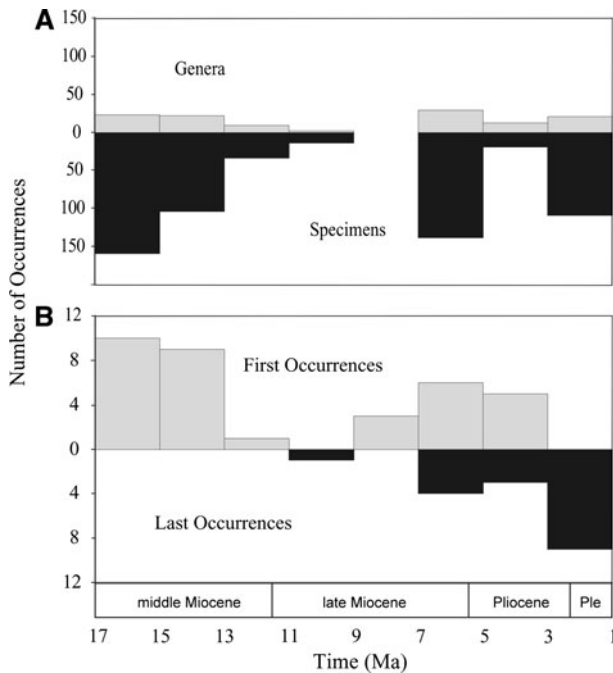 A
150
100
Genera
50
0
50
100
Specimens
150
Number of Occurrences
B
12
8
First Occurrences
4
0
4
Last Occurrences
8
12
middle Miocene late Miocene Pliocene Ple
17 15 13 11 9 7 5 3 1
Time (Ma)